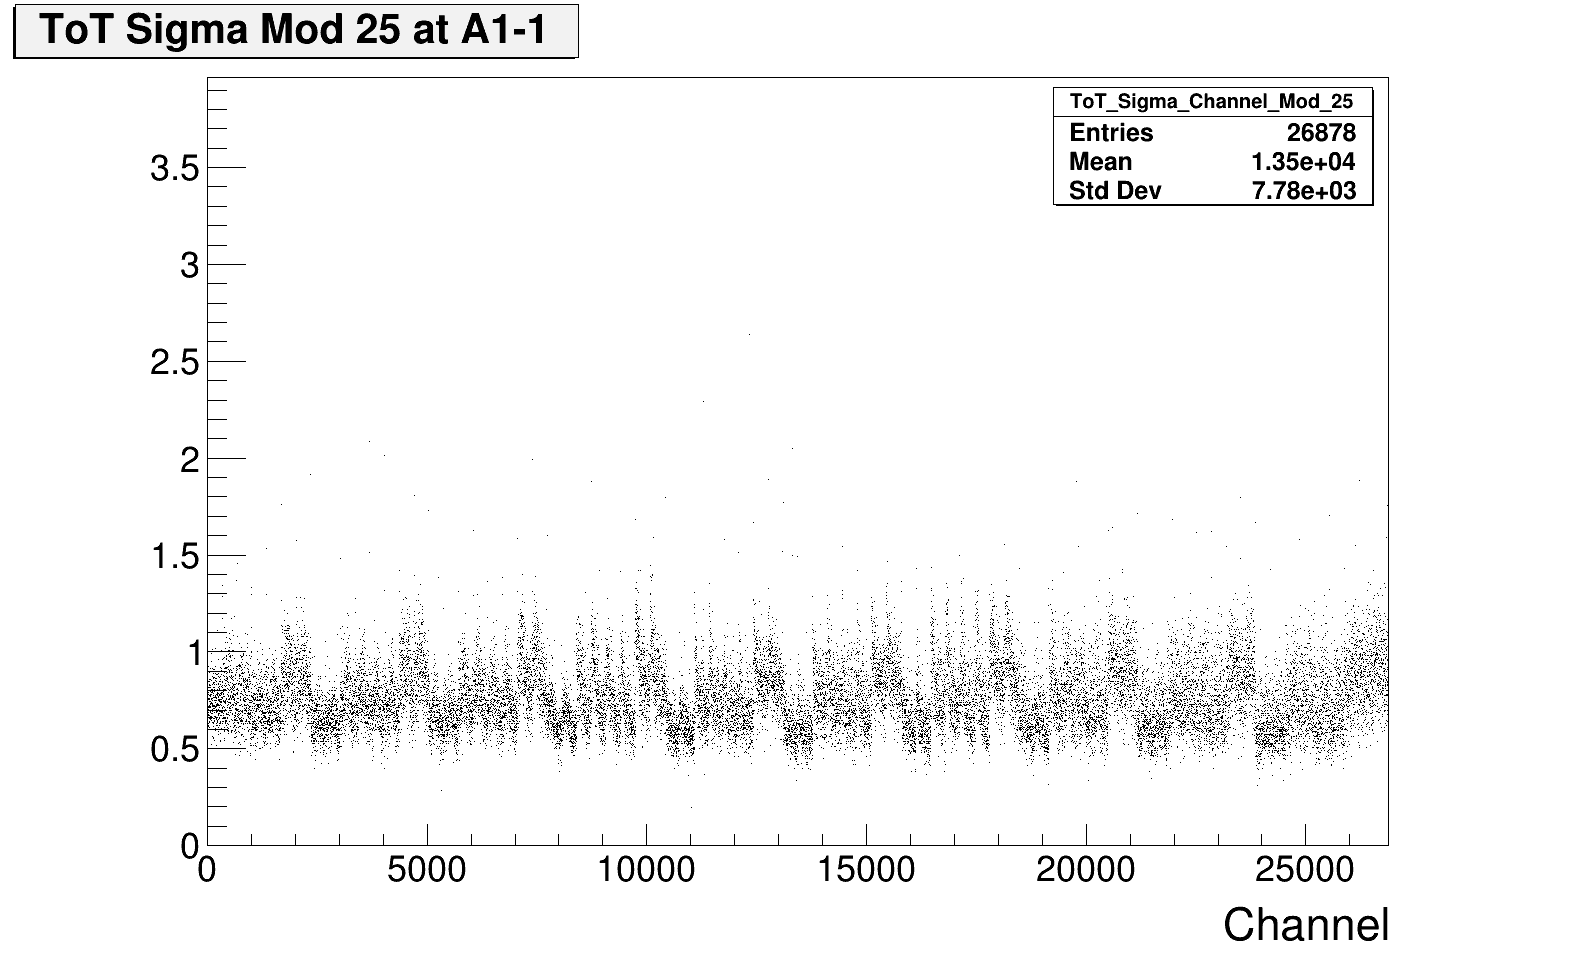 ToT Sigma Mod 25 at A1-1
ToT_Sigma_Channel_Mod_25
Entries 26878
Mean 1.35e+04
Std Dev 7.78e+03
3.5
3
2.5
2
1.5
1
0.5
0
0 5000 10000 15000 20000 25000
Channel